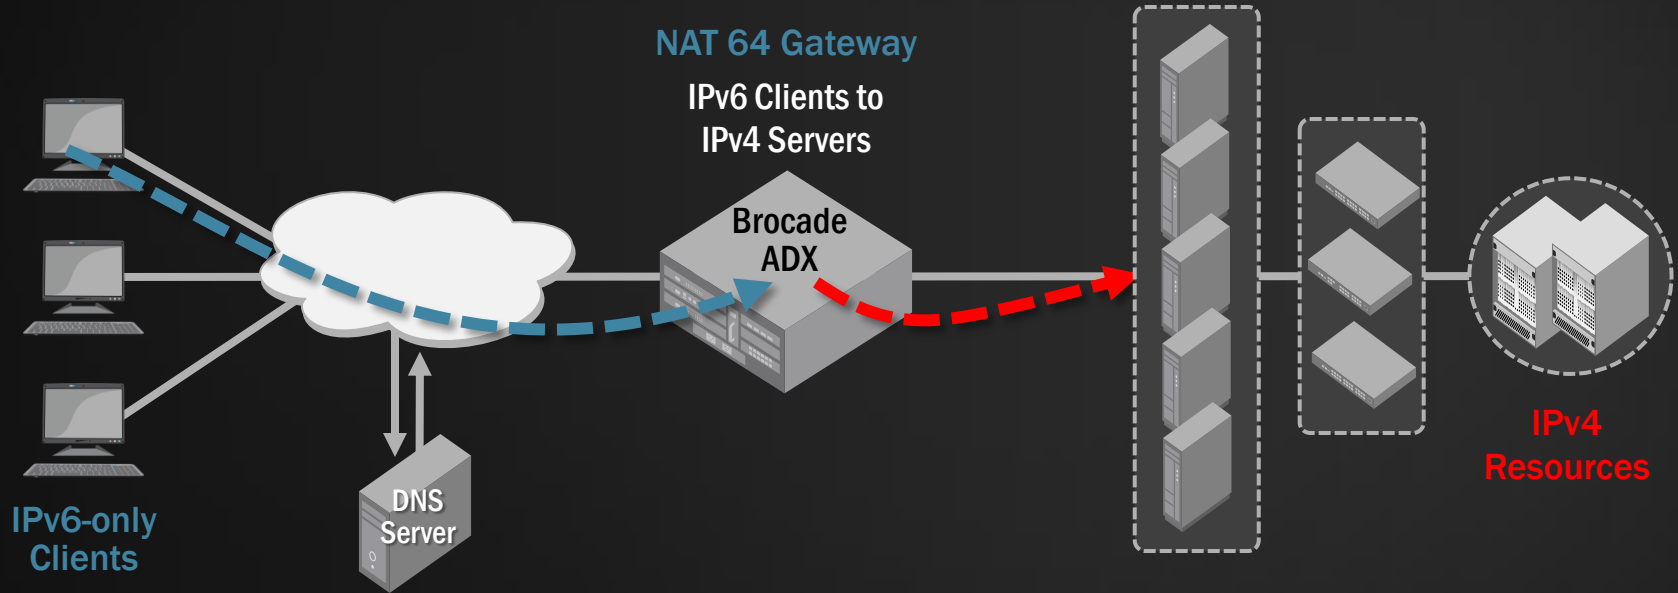 NAT 64 Gateway
IPv6 Clients to
IPv4 Servers
Brocade
ADX
DNS
Server
IPv6-only
Clients
IPv4
Resources